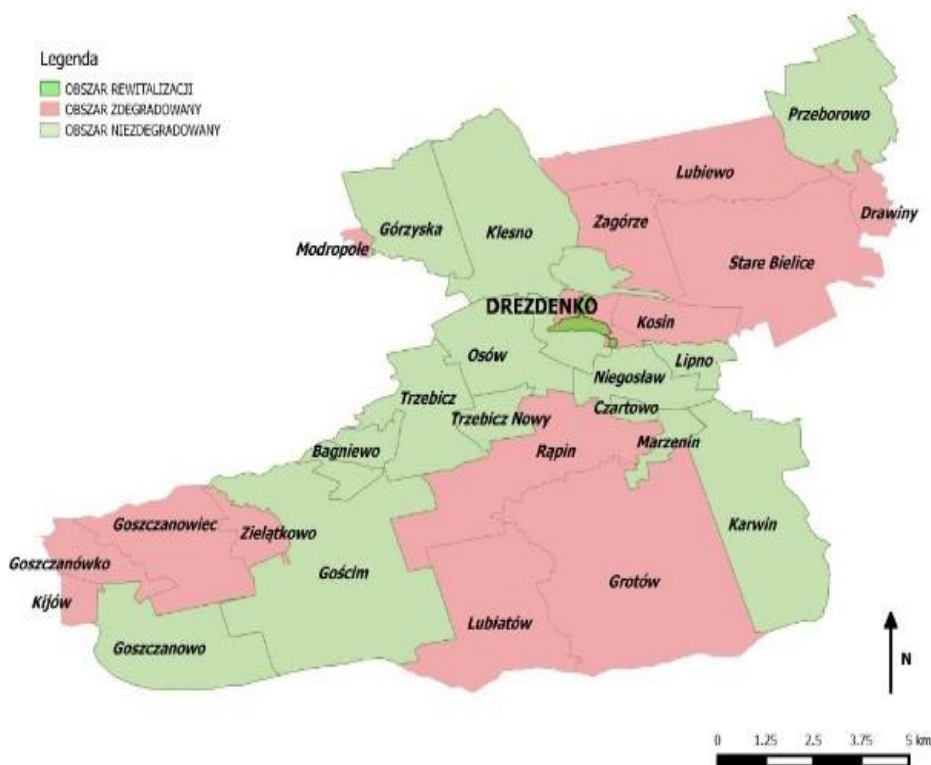 Legenda
OBSZAR REWITALIZACJI
OBSZAR ZDEGRADOWANY
OBSZAR NIEZDEGRADOWANY
Przeborowo
Lubiewo
Drawiny
Zagórze
Górzyska
Klesno
Modropole
Stare Bielice
DREZDENKO
Kosin
Osów
Lipno
Niegosław
Trzebicz
Czartowo
Trzebicz Nowy
Marzenin
Bagniewo
Rąpin
Goszczanowiec
Zielątkowo
Karwin
Goszczanówko
Gościm
Grotów
Kijów
Lubiatów
Goszczanowo
N
0 1.25 2.5 3.75 5 km